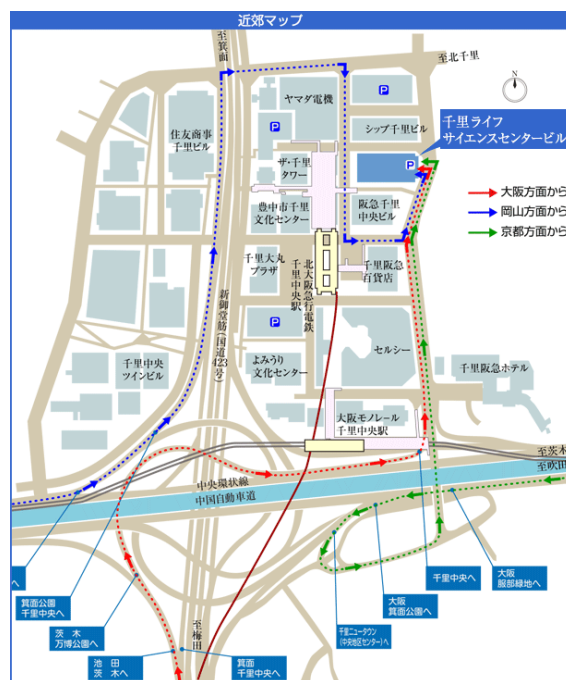 近郊マップ
至箕面
至北千里
N
ヤマダ電機
P
住友商事
千里ビル
P
シップ千里ビル
千里ライフ
サイエンスセンタービル
ザ・千里
タワー
P
大阪方面から
岡山方面から
京都方面から
豊中市千里
文化センター
阪急千里
中央ビル
千里大丸
プラザ
北大阪急行電鉄
千里中央駅
千里阪急
百貨店
新御堂筋(国道423号)
P
セルシー
千里中央
ツインビル
よみうり
文化センター
千里阪急ホテル
大阪モノレール
千里中央駅
至茨木
至吹田
中央環状線
中国自動車道
へ
箕面公園
千里中央へ
茨木
万博公園へ
池田
茨木へ
至梅田
箕面
千里中央へ
千里ニュータウン
(中央地区センター)へ
大阪
箕面公園へ
千里中央へ
大阪
服部緑地へ